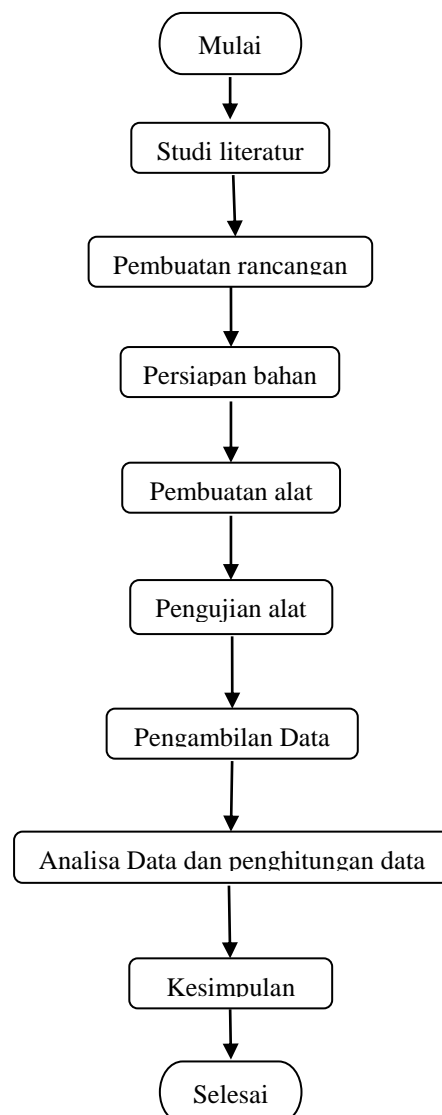 Mulai
Studi literatur
Pembuatan rancangan
Persiapan bahan
Pembuatan alat
Pengujian alat
Pengambilan Data
Analisa Data dan penghitungan data
Kesimpulan
Selesai